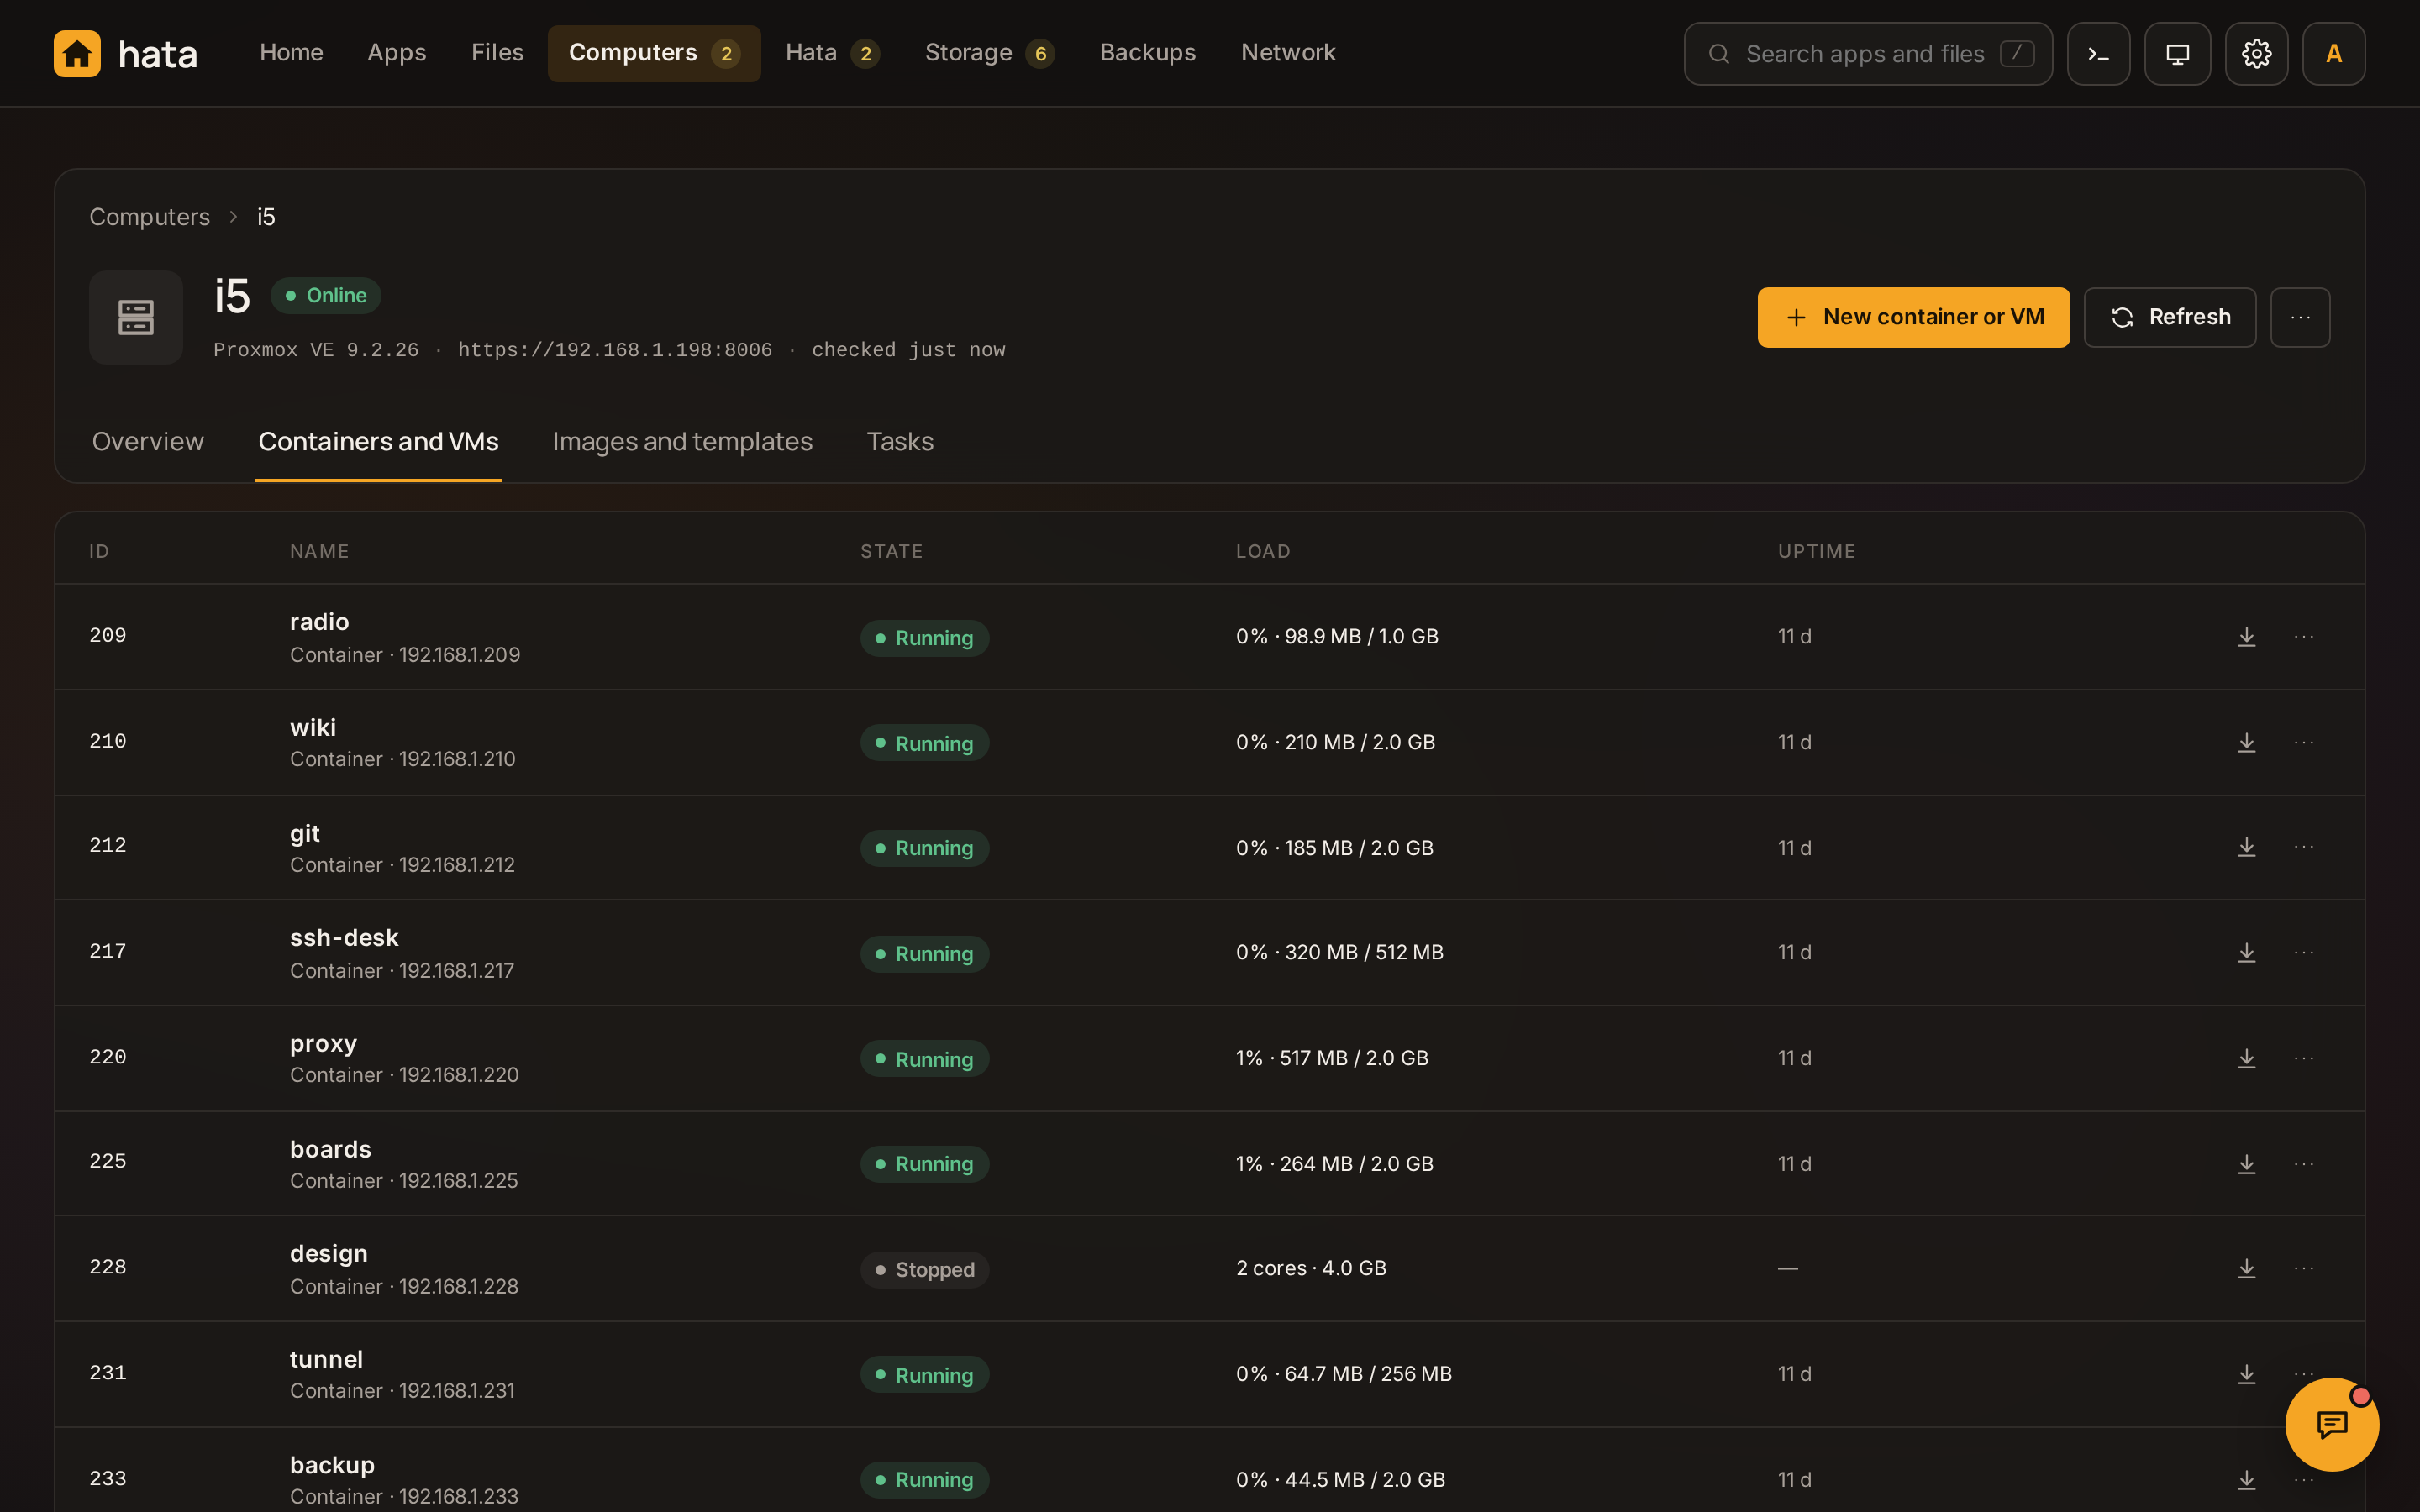 hata
Home Apps Files Computers 2 Hata 2 Storage 6 Backups Network
Search apps and files /
A
Computers > i5
i5 Online
Proxmox VE 9.2.26 · https://192.168.1.198:8006 · checked just now
New container or VM
Refresh
Overview Containers and VMs Images and templates Tasks
ID NAME STATE LOAD UPTIME
209 radio Running 0% · 98.9 MB / 1.0 GB 11 d
Container · 192.168.1.209
210 wiki Running 0% · 210 MB / 2.0 GB 11 d
Container · 192.168.1.210
212 git Running 0% · 185 MB / 2.0 GB 11 d
Container · 192.168.1.212
217 ssh-desk Running 0% · 320 MB / 512 MB 11 d
Container · 192.168.1.217
220 proxy Running 1% · 517 MB / 2.0 GB 11 d
Container · 192.168.1.220
225 boards Running 1% · 264 MB / 2.0 GB 11 d
Container · 192.168.1.225
228 design Stopped 2 cores · 4.0 GB —
Container · 192.168.1.228
231 tunnel Running 0% · 64.7 MB / 256 MB 11 d
Container · 192.168.1.231
233 backup Running 0% · 44.5 MB / 2.0 GB 11 d
Container · 192.168.1.233